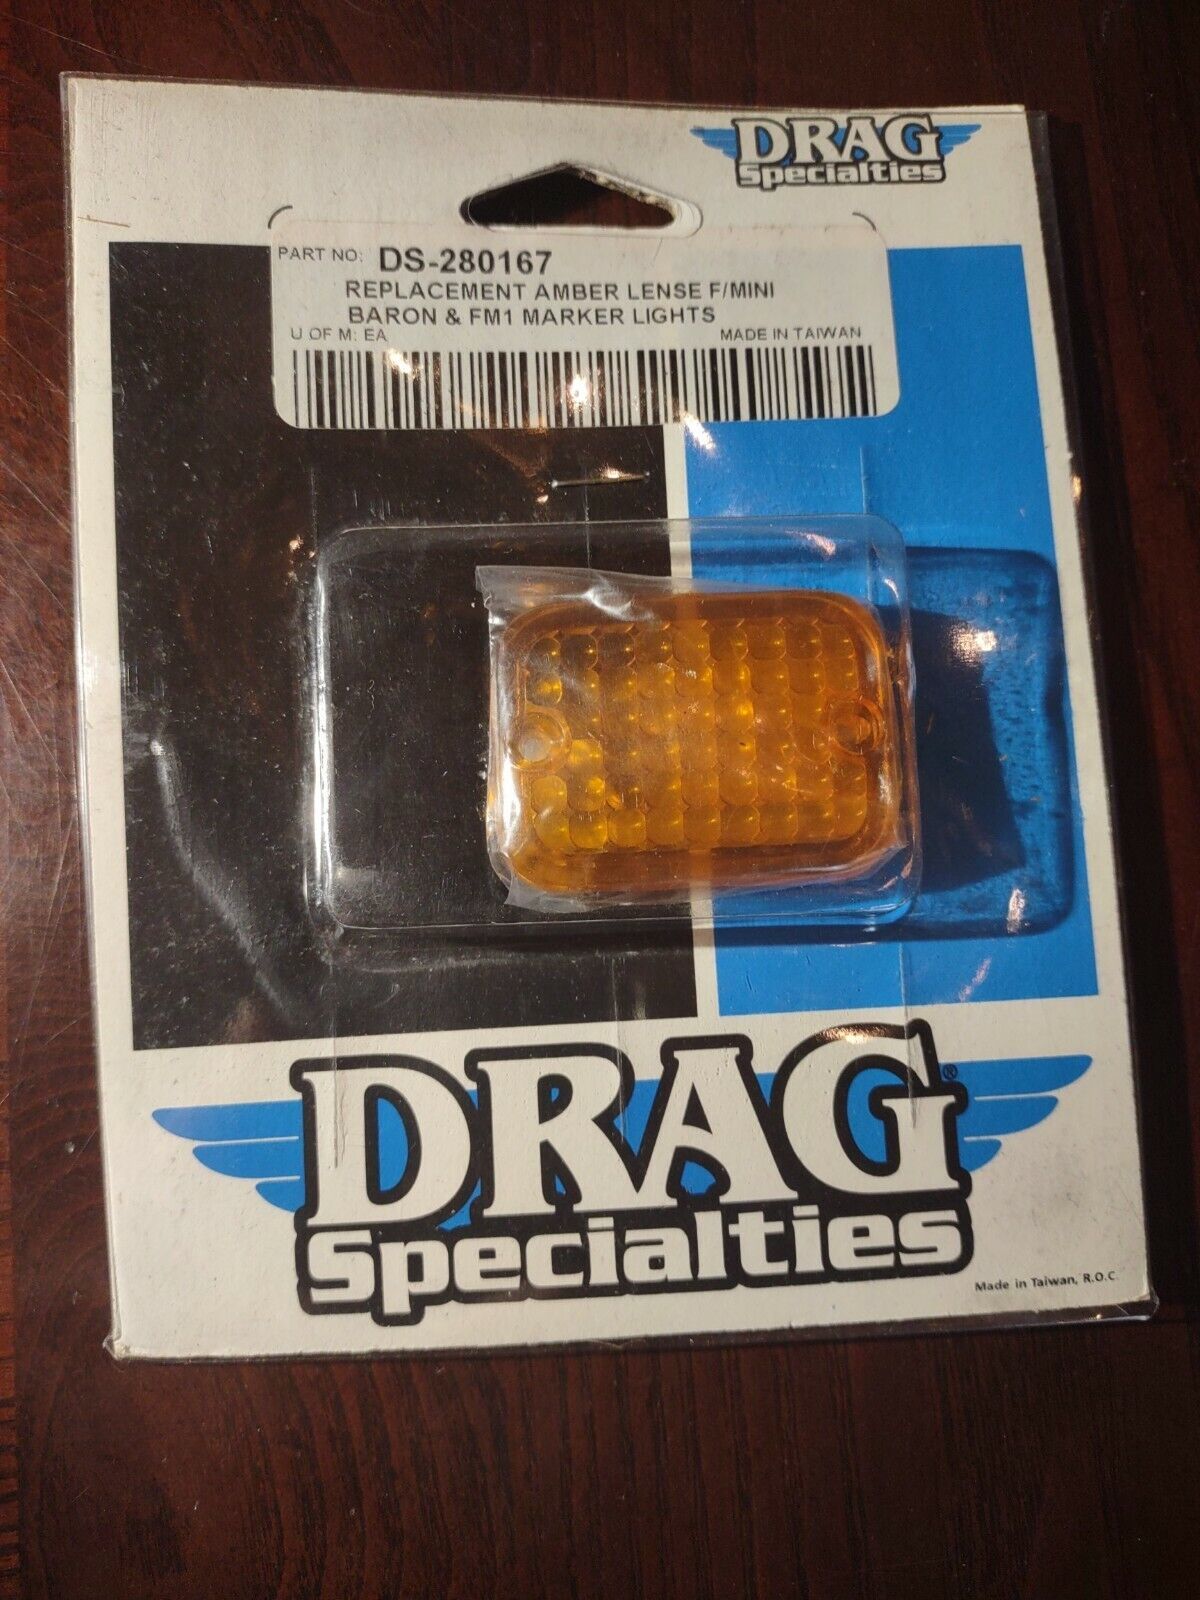 DRAG
Specialties
PART NO: DS-280167
REPLACEMENT AMBER LENSE F/MINI
BARON & FM1 MARKER LIGHTS
U OF M: EA MADE IN TAIWAN
DRAG®
Specialties
Made in Taiwan, R.O.C.